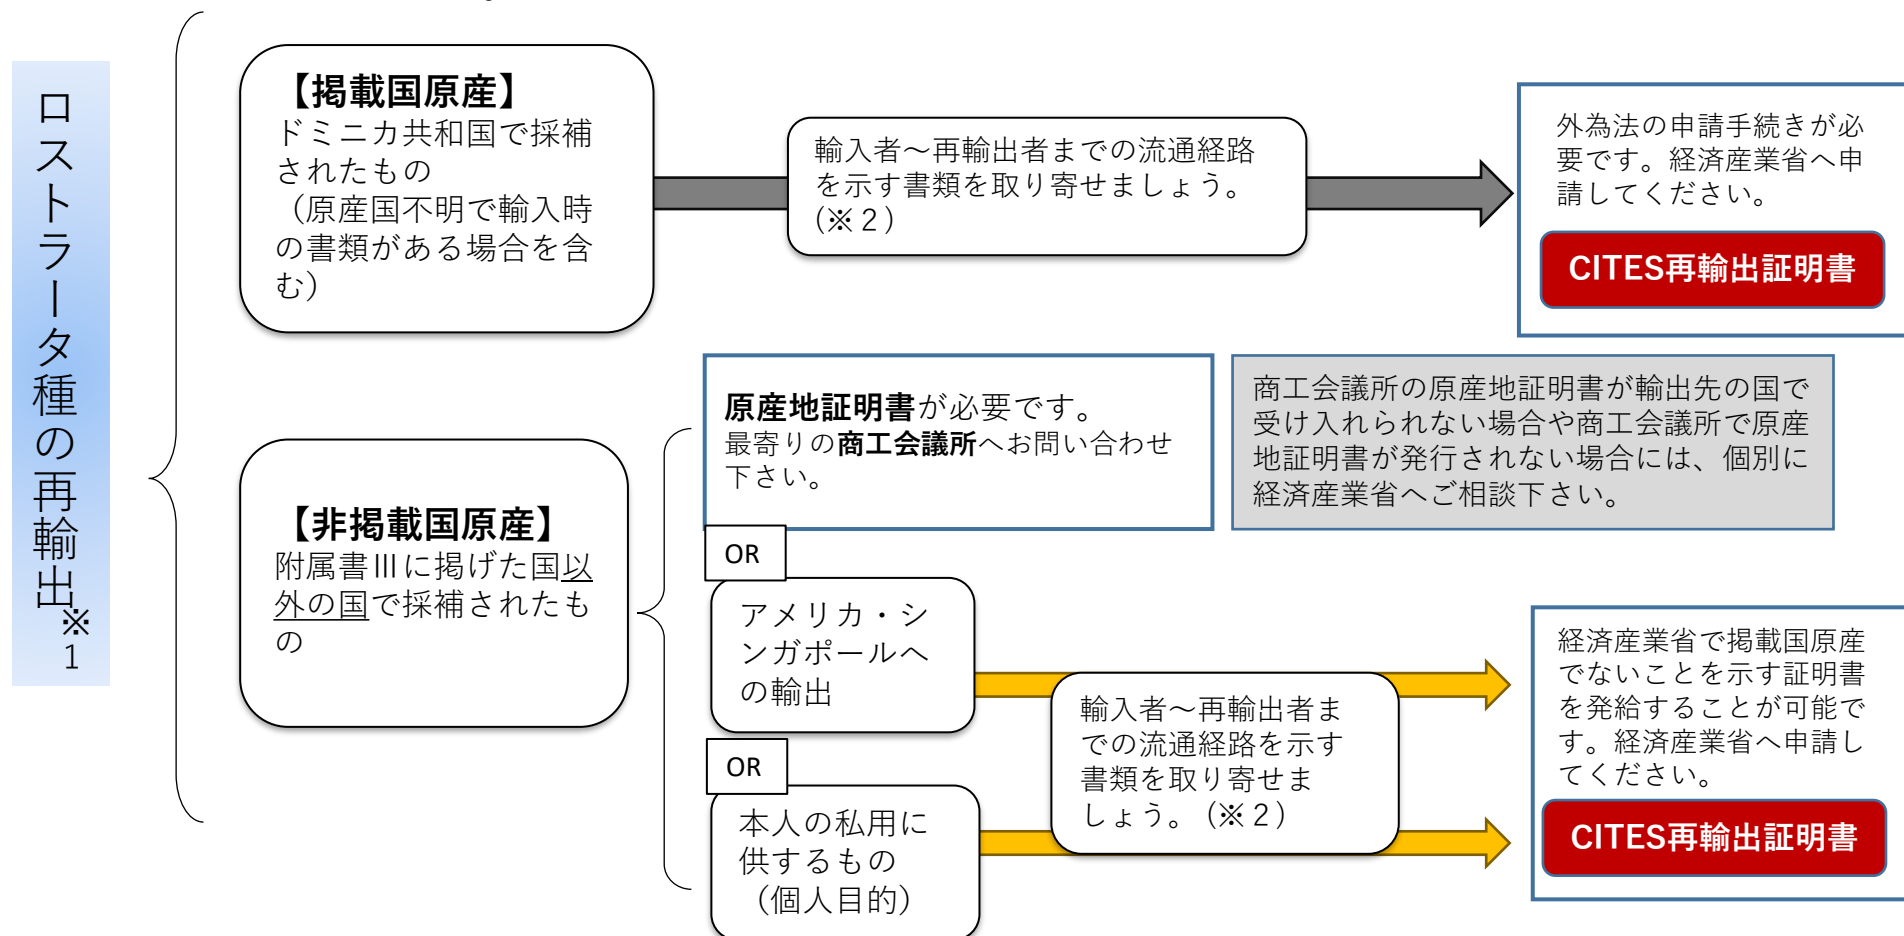 ロストラータ種の再輸出※1
【掲載国原産】
ドミニカ共和国で採補
されたもの
（原産国不明で輸入時
の書類がある場合を含
む）
輸入者～再輸出者までの流通経路
を示す書類を取り寄せましょう。
(※２)
外為法の申請手続きが必
要です。経済産業省へ申
請してください。
CITES再輸出証明書
【非掲載国原産】
附属書Ⅲに掲げた国以
外の国で採補されたも
の
原産地証明書が必要です。
最寄りの商工会議所へお問い合わせ
下さい。
商工会議所の原産地証明書が輸出先の国で
受け入れられない場合や商工会議所で原産
地証明書が発行されない場合には、個別に
経済産業省へご相談下さい。
OR
アメリカ・シ
ンガポールへ
の輸出
OR
本人の私用に
供するもの
（個人目的）
輸入者～再輸出者ま
での流通経路を示す
書類を取り寄せま
しょう。(※２)
経済産業省で掲載国原産
でないことを示す証明書
を発給することが可能で
す。経済産業省へ申請し
てください。
CITES再輸出証明書